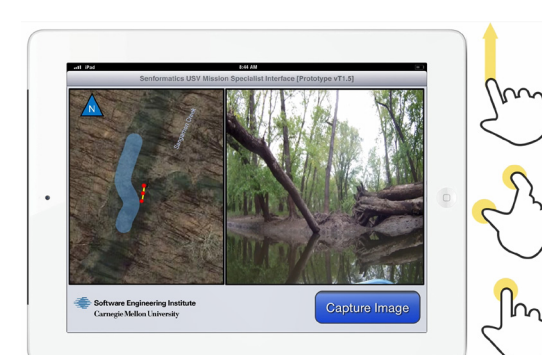 iPad
8:44 AM
Senformatics USV Mission Specialist Interface [Prototype vT1.5]
N
Software Engineering Institute
Carnegie Mellon University
Capture Image